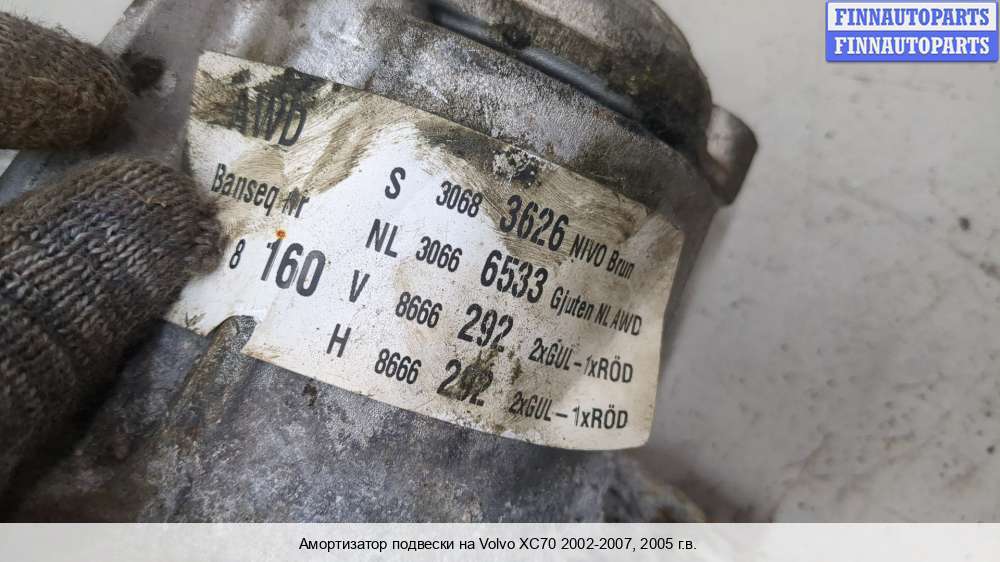 FINNAUTOPARTS
FINNAUTOPARTS
AWD
Banseq nr
8 160
S 3068 3626 NIVO Brun
NL 3066 6533 Gjuten NL AWD
V 8666 292 2xGUL-1xRÖD
H 8666 292 2xGUL-1xRÖD
Амортизатор подвески на Volvo XC70 2002-2007, 2005 г.в.